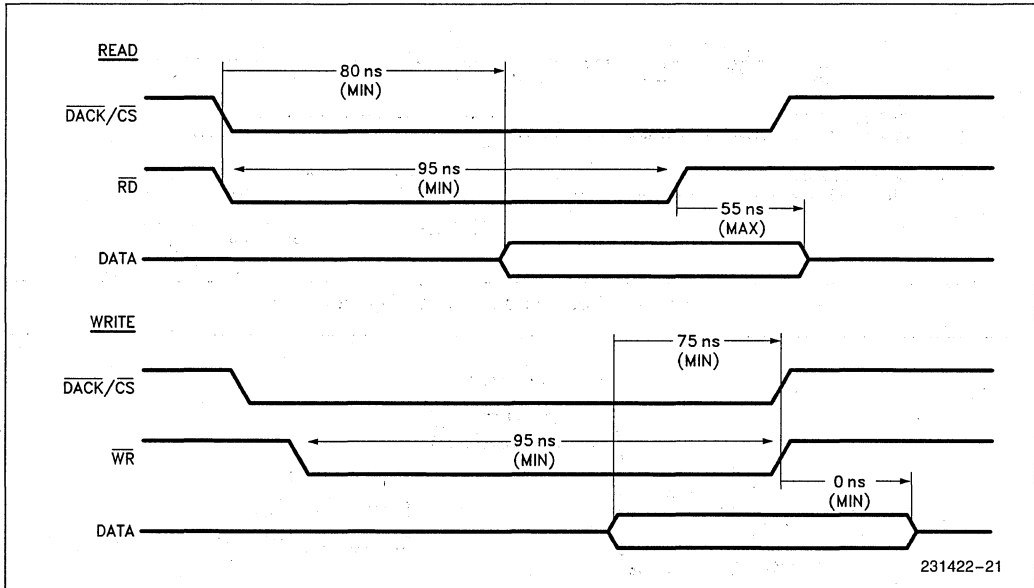 READ
80 ns
(MIN)
DACK/CS
95 ns
(MIN)
RD
55 ns
(MAX)
DATA
WRITE
75 ns
(MIN)
DACK/CS
95 ns
(MIN)
WR
0 ns
(MIN)
DATA
231422-21